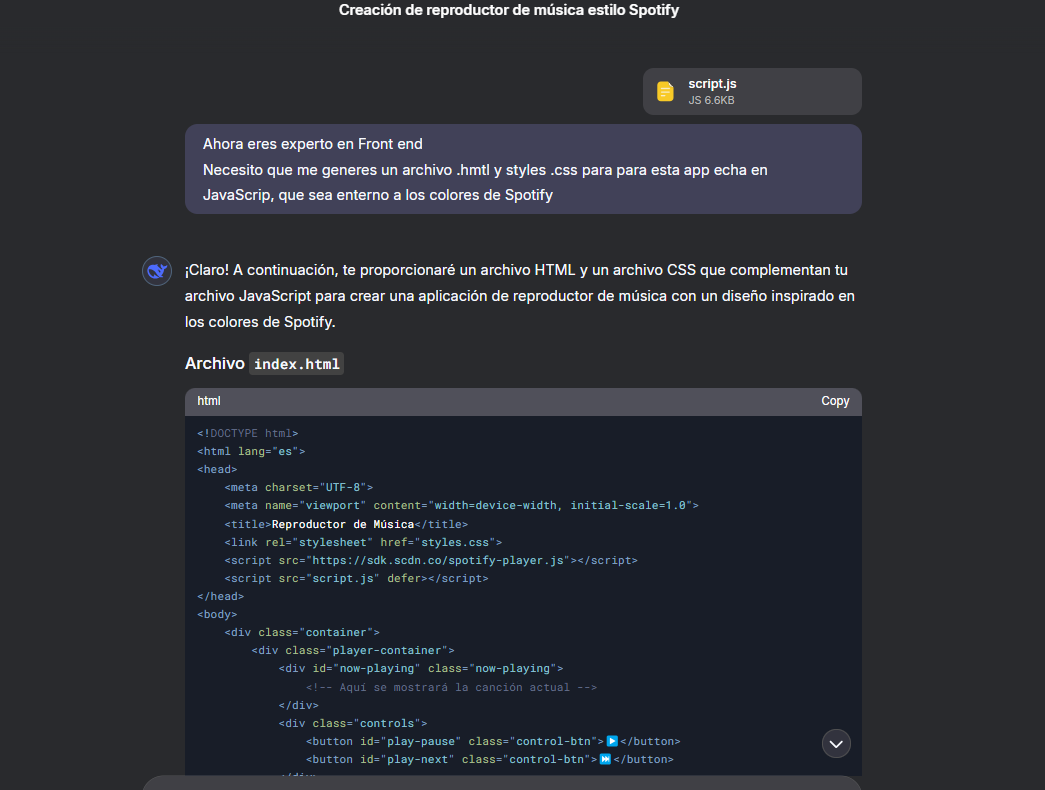 Creación de reproductor de música estilo Spotify
script.js
JS 6.6KB
Ahora eres experto en Front end
Necesito que me generes un archivo .hmtl y styles .css para para esta app echa en
JavaScrip, que sea enterno a los colores de Spotify
¡Claro! A continuación, te proporcionaré un archivo HTML y un archivo CSS que complementan tu
archivo JavaScript para crear una aplicación de reproductor de música con un diseño inspirado en
los colores de Spotify.
Archivo index.html
html Copy
<!DOCTYPE html>
<html lang="es">
<head>
    <meta charset="UTF-8">
    <meta name="viewport" content="width=device-width, initial-scale=1.0">
    <title>Reproductor de Música</title>
    <link rel="stylesheet" href="styles.css">
    <script src="https://sdk.scdn.co/spotify-player.js"></script>
    <script src="script.js" defer></script>
</head>
<body>
    <div class="container">
        <div class="player-container">
            <div id="now-playing" class="now-playing">
                <!-- Aquí se mostrará la canción actual -->
            </div>
            <div class="controls">
                <button id="play-pause" class="control-btn">▶️</button>
                <button id="play-next" class="control-btn">⏭️</button>
            </div>